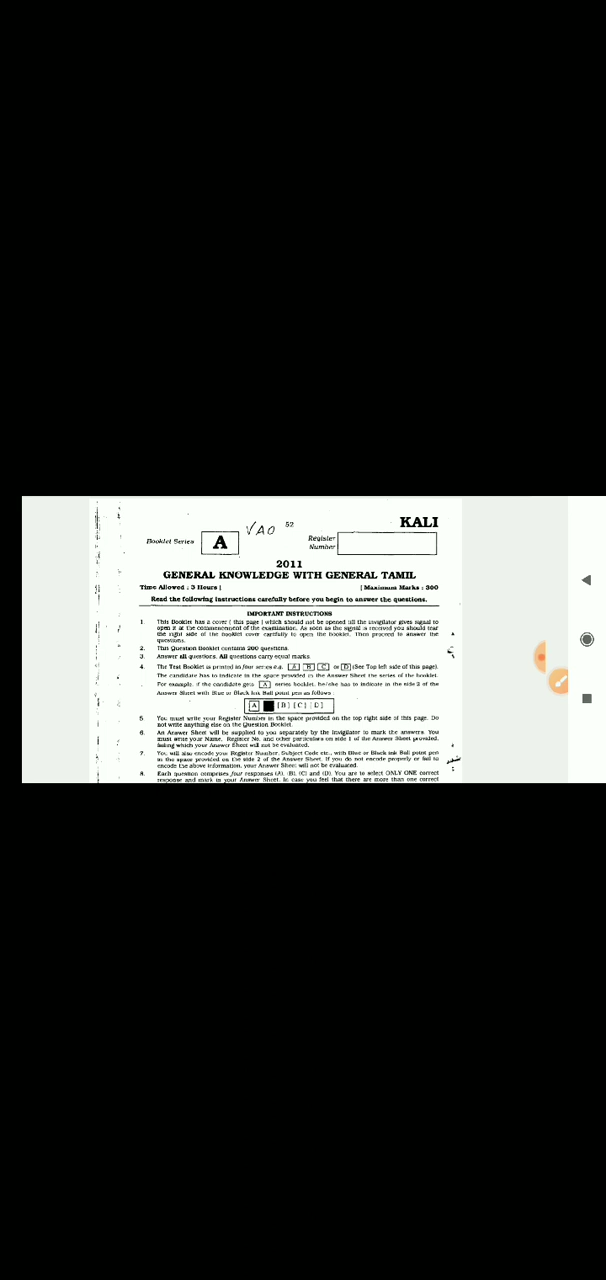 KALI
VAO
52
Booklet Series
A
Register
Number
2011
GENERAL KNOWLEDGE WITH GENERAL TAMIL
Time Allowed : 3 Hours ]
[ Maximum Marks : 300
Read the following instructions carefully before you begin to answer the questions.
IMPORTANT INSTRUCTIONS
1. This Booklet has a cover ( this page ) which should not be opened till the invigilator gives signal to
open it at the commencement of the examination. As soon as the signal is received you should tear
the right side of the booklet cover carefully to open the booklet. Then proceed to answer the
questions.
2. This Question Booklet contains 200 questions.
3. Answer all questions. All questions carry equal marks.
4. The Test Booklet is printed in four series e.g. A B C or D (See Top left side of this page).
The candidate has to indicate in the space provided in the Answer Sheet the series of the booklet.
For example, if the candidate gets A series booklet, he/she has to indicate in the side 2 of the
Answer Sheet with Blue or Black Ink Ball point pen as follows :
A [B] [C] [D]
5. You must write your Register Number in the space provided on the top right side of this page. Do
not write anything else on the Question Booklet.
6. An Answer Sheet will be supplied to you separately by the Invigilator to mark the answers. You
must write your Name, Register No. and other particulars on side 1 of the Answer Sheet provided,
failing which your Answer Sheet will not be evaluated.
7. You will also encode your Register Number, Subject Code etc., with Blue or Black ink Ball point pen
in the space provided on the side 2 of the Answer Sheet. If you do not encode properly or fail to
encode the above information, your Answer Sheet will not be evaluated.
8. Each question comprises four responses (A), (B), (C) and (D). You are to select ONLY ONE correct
response and mark in your Answer Sheet. In case you feel that there are more than one correct